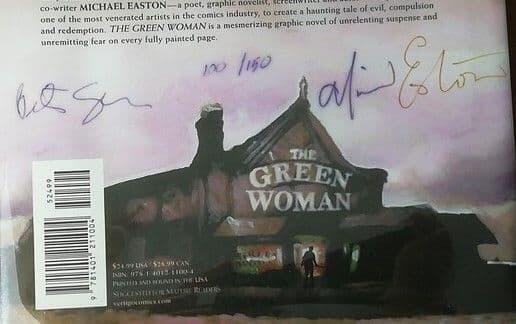 co-writer MICHAEL EASTON—a poet, graphic novelist, screenwriter and
one of the most venerated artists in the comics industry, to create a haunting tale of evil, compulsion
and redemption. THE GREEN WOMAN is a mesmerizing graphic novel of unrelenting suspense and
unremitting fear on every fully painted page.
100/150
THE
GREEN
WOMAN
52499
9 781401 211004
$24.99 USA / $28.99 CAN
ISBN: 978-1-4012-1100-4
PRINTED AND BOUND IN THE USA
SUGGESTED FOR MATURE READERS
vertigocomics.com